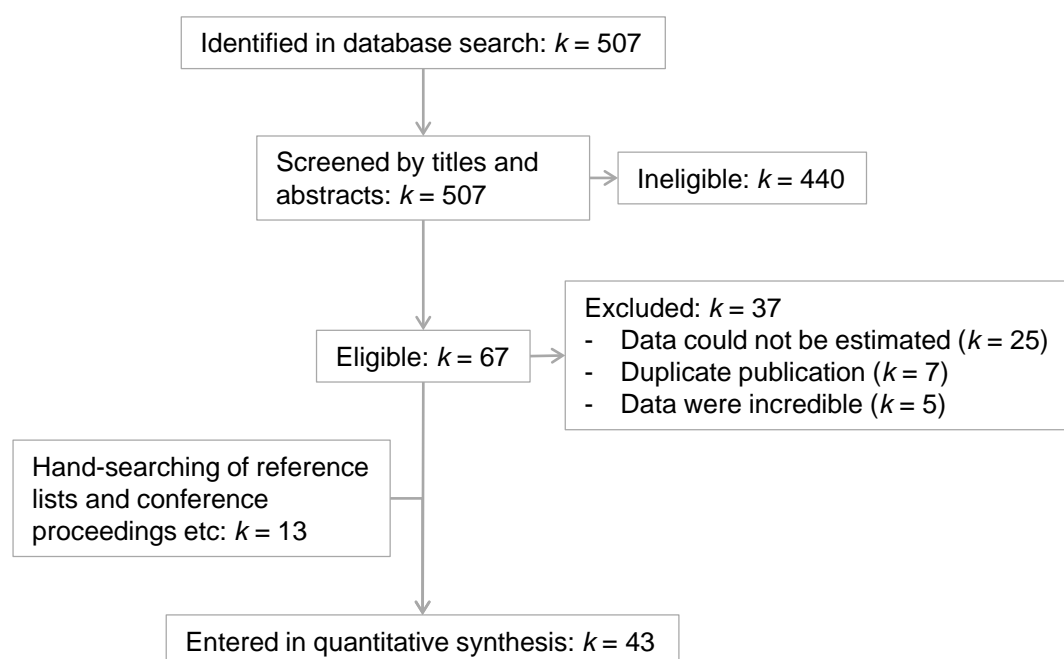 Identified in database search: k = 507
Screened by titles and
abstracts: k = 507
Ineligible: k = 440
Eligible: k = 67
Excluded: k = 37
- Data could not be estimated (k = 25)
- Duplicate publication (k = 7)
- Data were incredible (k = 5)
Hand-searching of reference
lists and conference
proceedings etc: k = 13
Entered in quantitative synthesis: k = 43